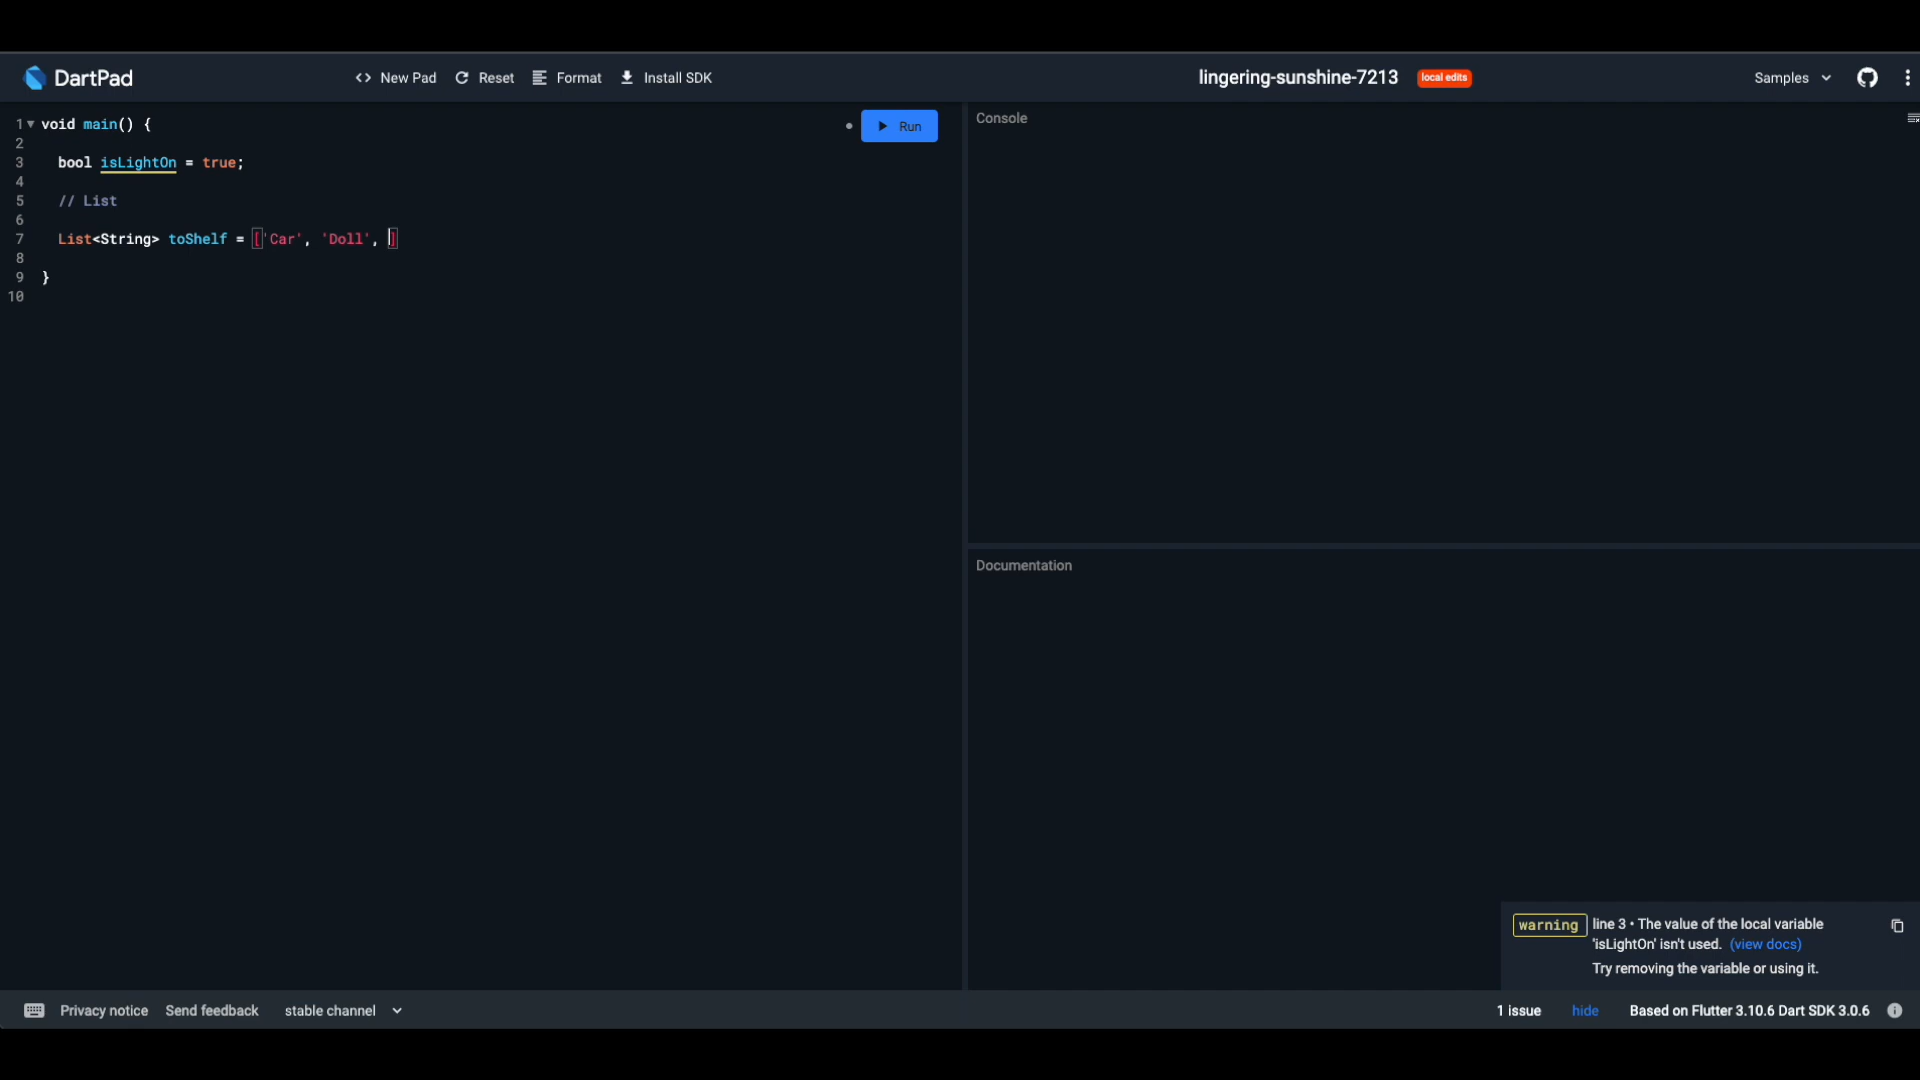 DartPad
<> New Pad Reset Format Install SDK
lingering-sunshine-7213 local edits
Samples
1 void main() {
2
3 bool isLightOn = true;
4
5 // List
6
7 List<String> toShelf = ['Car', 'Doll', ]
8
9 }
10
Run
Console
Documentation
warning line 3 • The value of the local variable
'isLightOn' isn't used. (view docs)
Try removing the variable or using it.
Privacy notice Send feedback stable channel
1 issue hide Based on Flutter 3.10.6 Dart SDK 3.0.6